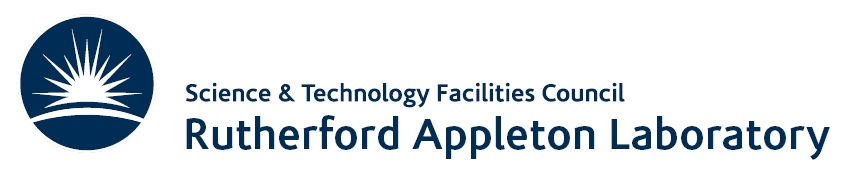 Science & Technology Facilities Council
Rutherford Appleton Laboratory